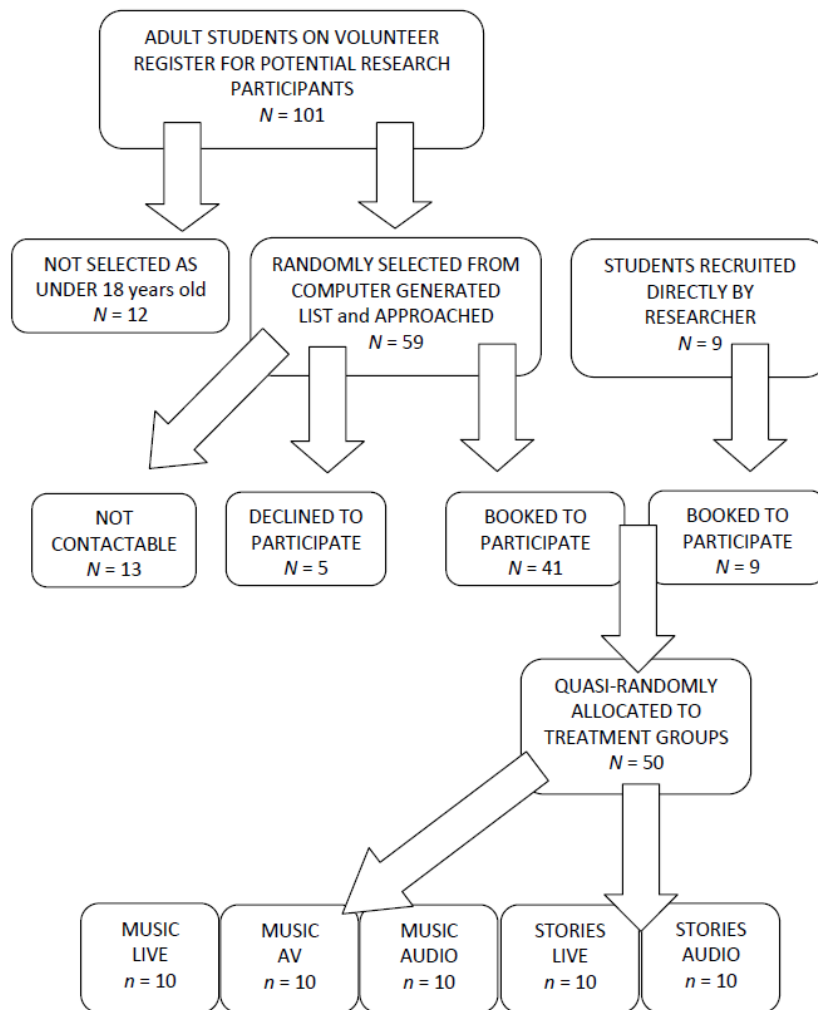 ADULT STUDENTS ON VOLUNTEER
REGISTER FOR POTENTIAL RESEARCH
PARTICIPANTS
N = 101
NOT SELECTED AS
UNDER 18 years old
N = 12
RANDOMLY SELECTED FROM
COMPUTER GENERATED
LIST and APPROACHED
N = 59
STUDENTS RECRUITED
DIRECTLY BY
RESEARCHER
N = 9
NOT
CONTACTABLE
N = 13
DECLINED TO
PARTICIPATE
N = 5
BOOKED TO
PARTICIPATE
N = 41
BOOKED TO
PARTICIPATE
N = 9
QUASI-RANDOMLY
ALLOCATED TO
TREATMENT GROUPS
N = 50
MUSIC
LIVE
n = 10
MUSIC
AV
n = 10
MUSIC
AUDIO
n = 10
STORIES
LIVE
n = 10
STORIES
AUDIO
n = 10